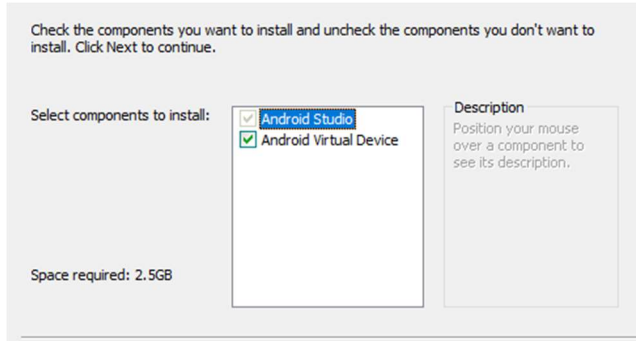 Check the components you want to install and uncheck the components you don't want to
install. Click Next to continue.
Select components to install:
Android Studio
Android Virtual Device
Description
Position your mouse
over a component to
see its description.
Space required: 2.5GB